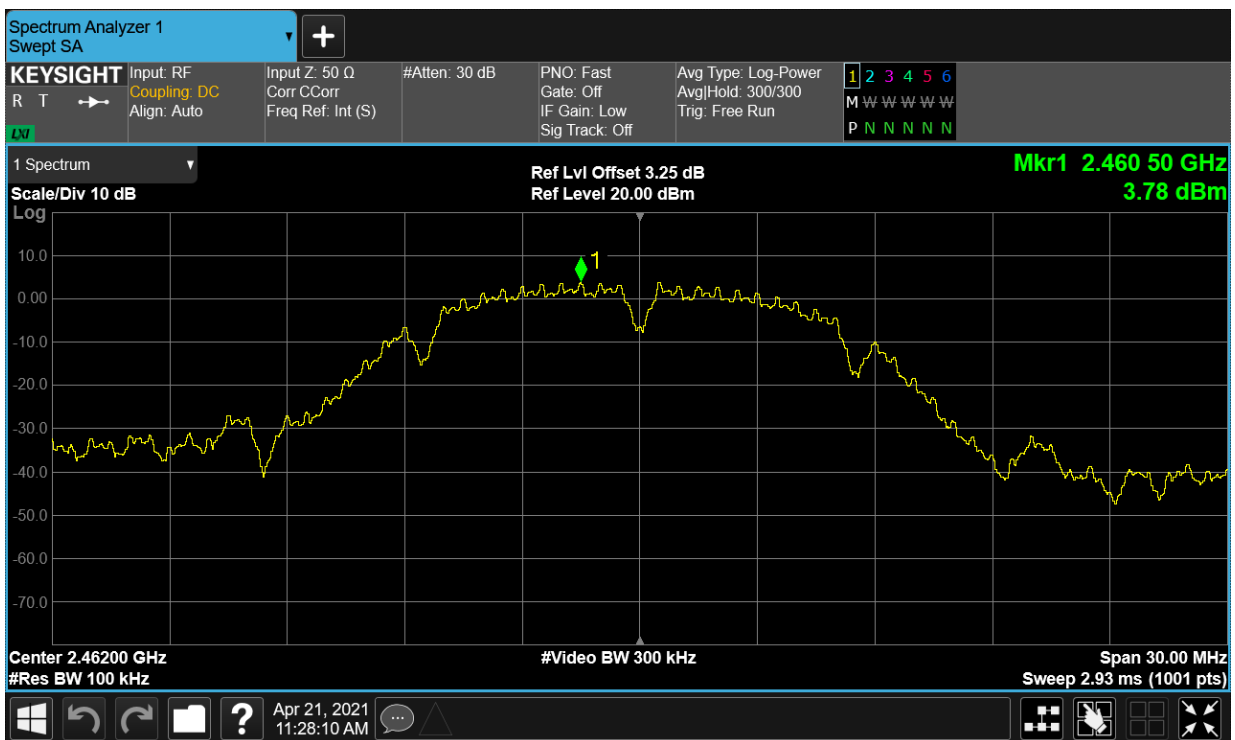 Spectrum Analyzer 1
Swept SA
KEYSIGHT
R T
LXI
Input: RF
Coupling: DC
Align: Auto
Input Z: 50 Ω
Corr CCorr
Freq Ref: Int (S)
#Atten: 30 dB
PNO: Fast
Gate: Off
IF Gain: Low
Sig Track: Off
Avg Type: Log-Power
Avg|Hold: 300/300
Trig: Free Run
1 2 3 4 5 6
M W W W W W
P N N N N N
1 Spectrum
Scale/Div 10 dB
Log
Ref Lvl Offset 3.25 dB
Ref Level 20.00 dBm
Mkr1 2.460 50 GHz
3.78 dBm
1
10.0
0.00
-10.0
-20.0
-30.0
-40.0
-50.0
-60.0
-70.0
Center 2.46200 GHz
#Res BW 100 kHz
#Video BW 300 kHz
Span 30.00 MHz
Sweep 2.93 ms (1001 pts)
?
Apr 21, 2021
11:28:10 AM